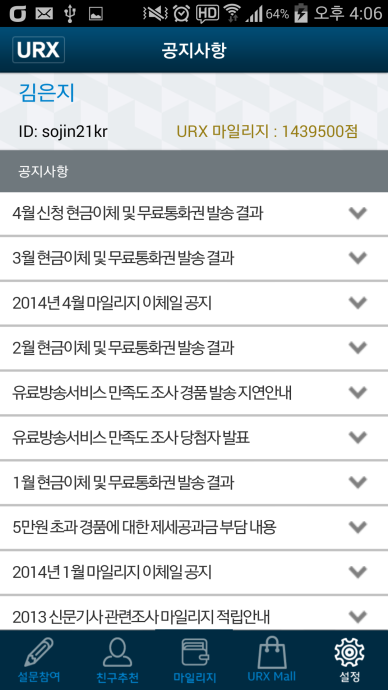 HD 64% 오후 4:06
URX 공지사항
김은지
ID: sojin21kr URX 마일리지 : 1439500점
공지사항
4월 신청 현금이체 및 무료통화권 발송 결과
3월 현금이체 및 무료통화권 발송 결과
2014년 4월 마일리지 이체일 공지
2월 현금이체 및 무료통화권 발송 결과
유료방송서비스 만족도 조사 경품 발송 지연안내
유료방송서비스 만족도 조사 당첨자 발표
1월 현금이체 및 무료통화권 발송 결과
5만원 초과 경품에 대한 제세공과금 부담 내용
2014년 1월 마일리지 이체일 공지
2013 신문기사 관련조사 마일리지 적립안내
설문참여 친구추천 마일리지 URX Mall 설정